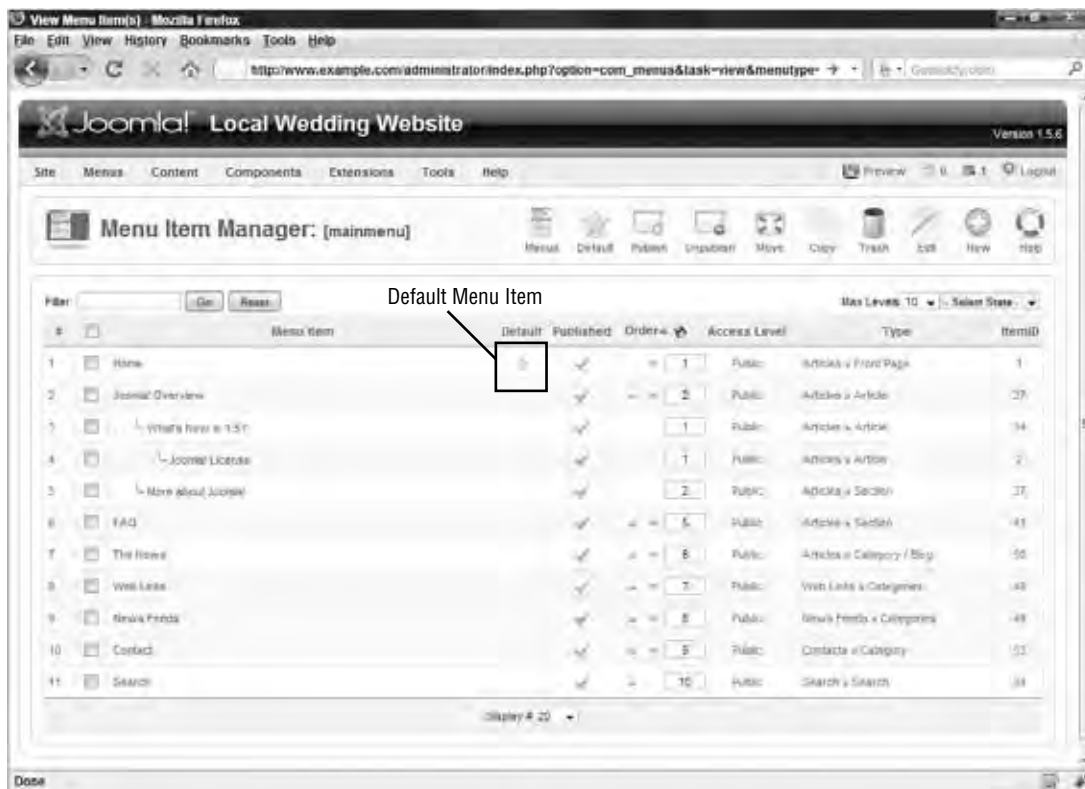 View Menu Item(s) - Mozilla Firefox
File Edit View History Bookmarks Tools Help
http://www.example.com/administrator/index.php?option=com_menus&task=view&menutype-
Joomla! Local Wedding Website
Version 1.5.6
Site Menus Content Components Extensions Tools Help Preview 0 1 Logout
Menu Item Manager: [mainmenu]
Menus Default Publish Unpublish Move Copy Trash Edit New Help
Default Menu Item
Filter: Go Reset Max Levels 10 - Select State -
# Menu Item Default Published Order Access Level Type ItemID
1 Home 1 Public Articles » Front Page 1
2 Joomla! Overview 2 Public Articles » Article 27
3 What's New in 1.5? 1 Public Articles » Article 34
4 Joomla! License 1 Public Articles » Article 2
5 More about Joomla! 2 Public Articles » Section 37
6 FAQ Public Articles » Section 41
7 The News 6 Public Articles » Category / Blog 50
8 Web Links 7 Public Web Links » Categories 48
9 News Feeds 8 Public News Feeds » Categories 49
10 Contact 9 Public Contacts » Category
11 Search 10 Public Search » Search
Display # 20
Done